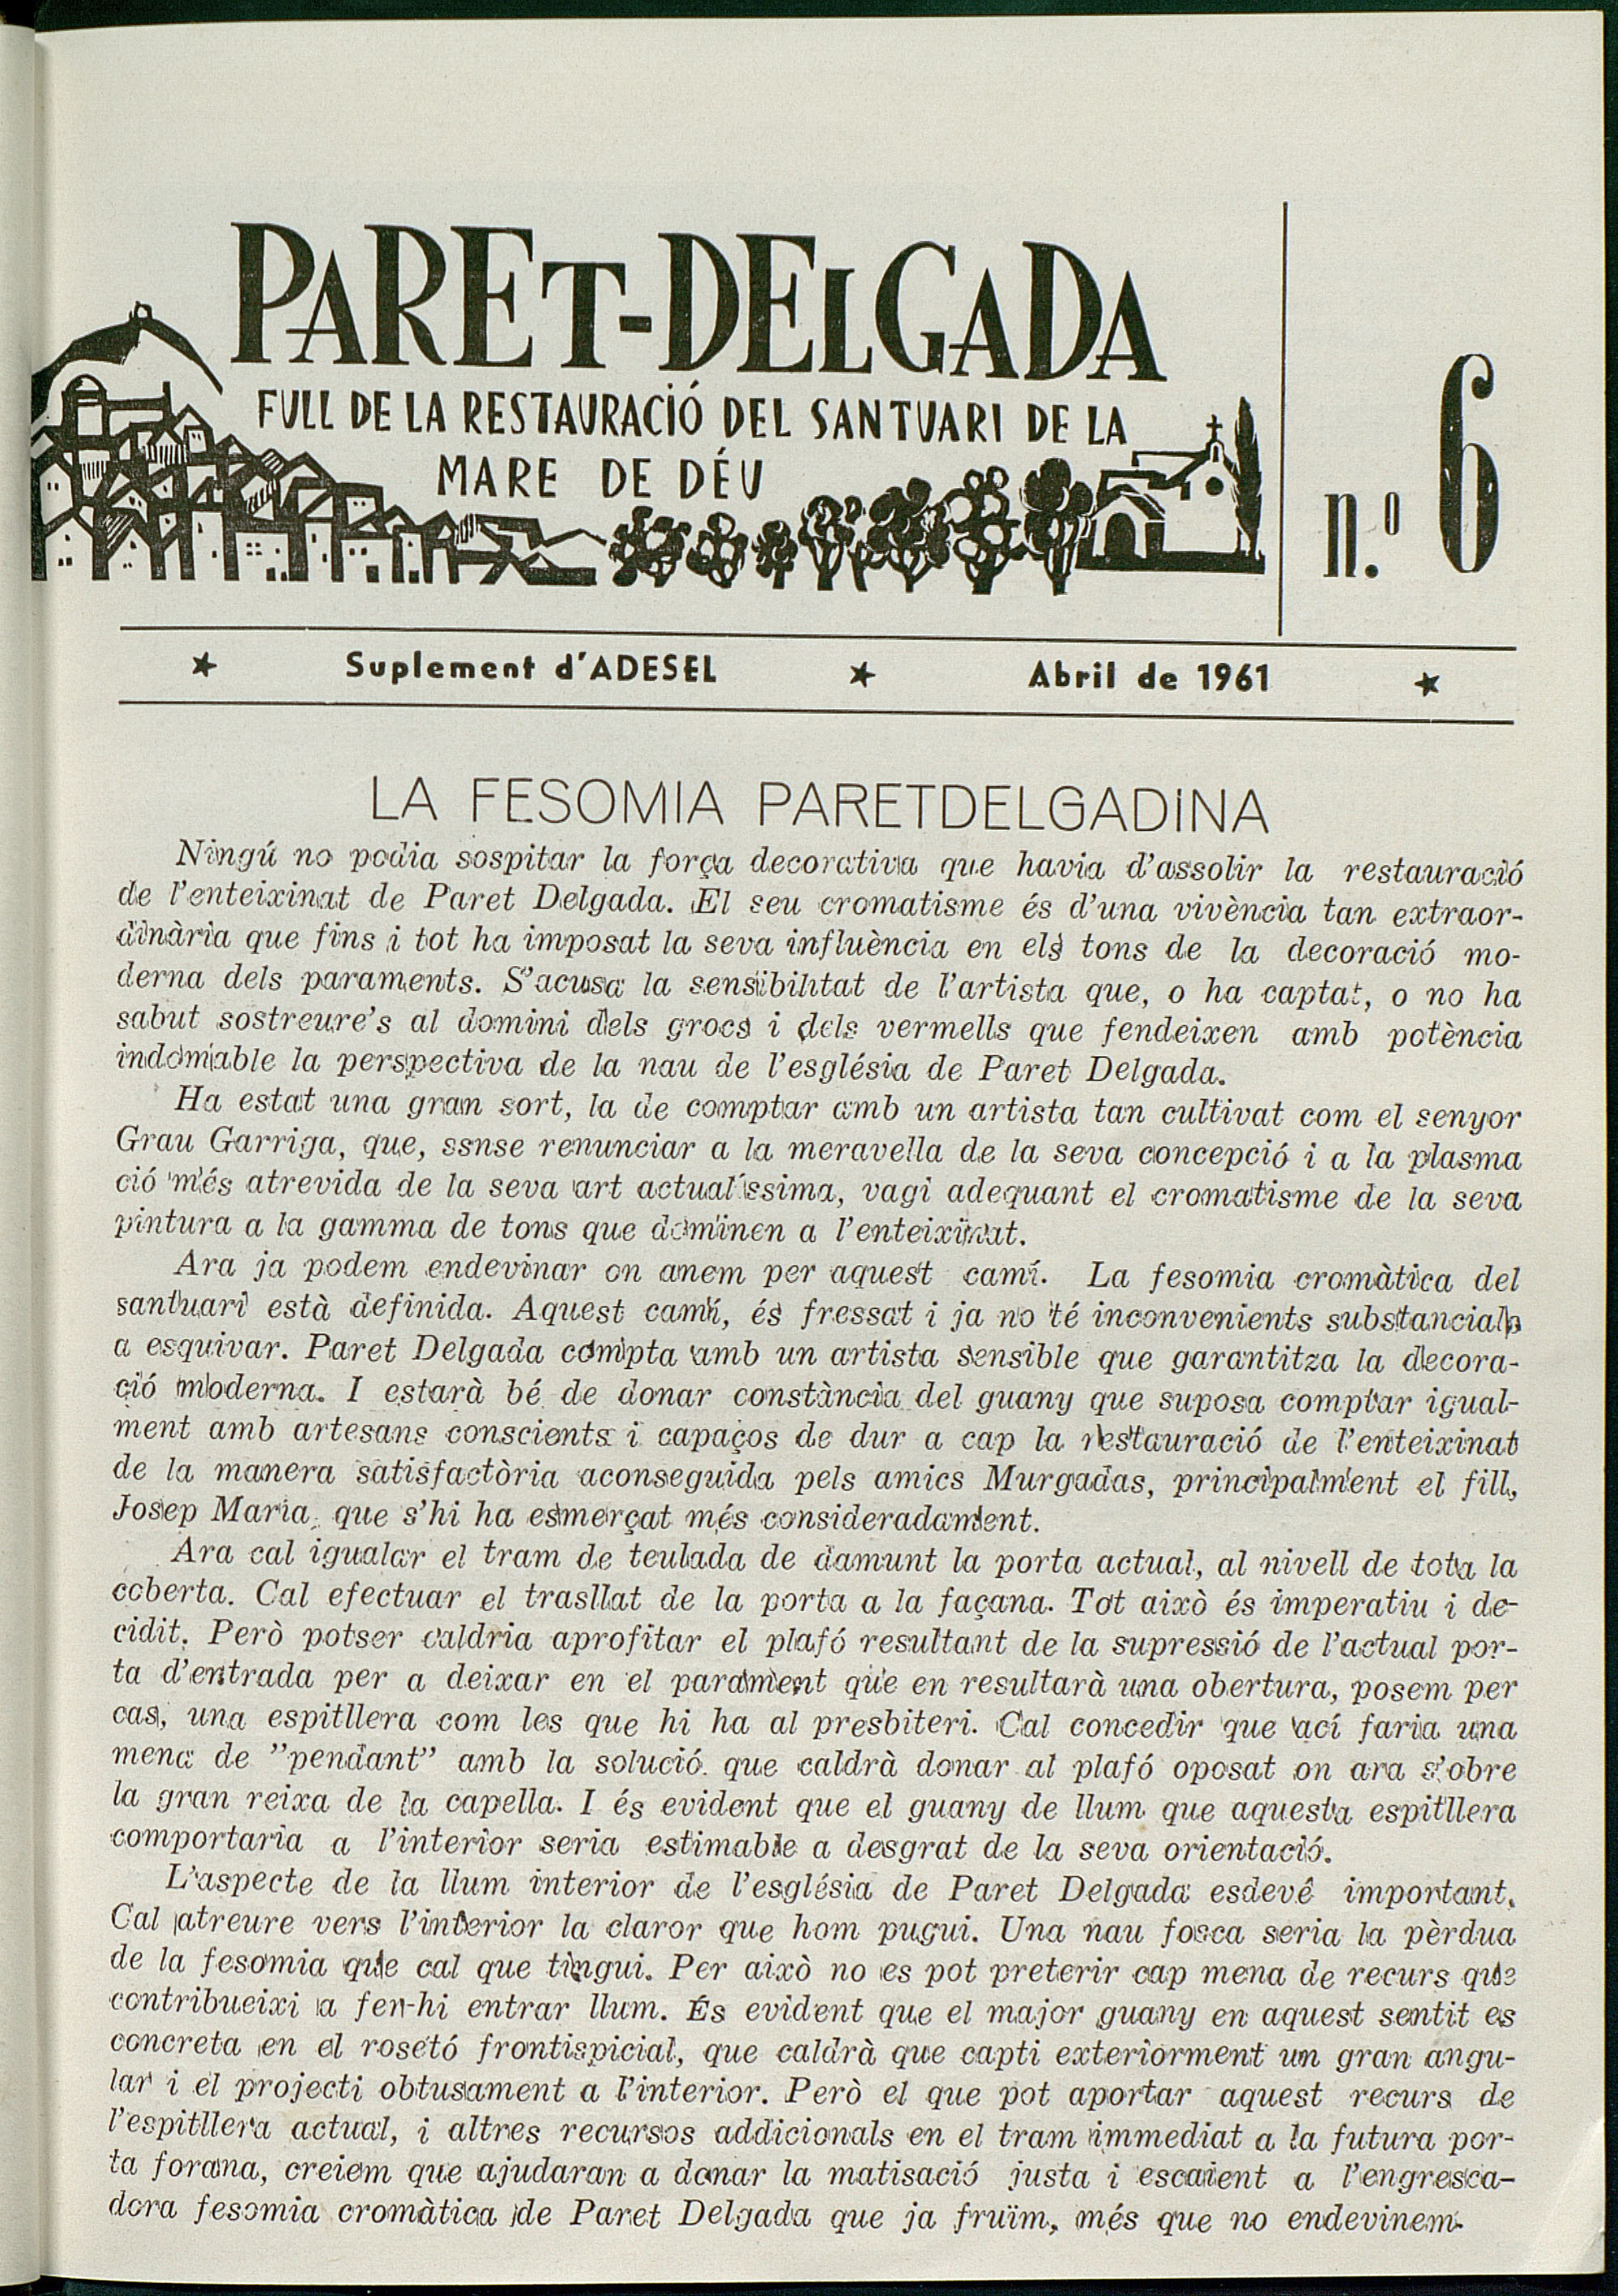 PARET-DELGADA
FULL DE LA RESTAURACIÓ DEL SANTUARI DE LA
MARE DE DÉU
n.º 6
★ Suplement d'ADESEL ★ Abril de 1961 ★
LA FESOMIA PARETDELGADINA
Ningú no podia sospitar la força decorativa que havia d'assolir la restauració
de l'enteixinat de Paret Delgada. El seu cromatisme és d'una vivència tan extraor-
dinària que fins i tot ha imposat la seva influència en els tons de la decoració mo-
derna dels paraments. S'acusa la sensibilitat de l'artista que, o ha captat, o no ha
sabut sostreure's al domini dels grocs i dels vermells que fendeixen amb potència
indomiable la perspectiva de la nau de l'església de Paret Delgada.
Ha estat una gran sort, la de comptar amb un artista tan cultivat com el senyor
Grau Garriga, que, ssnse renunciar a la meravella de la seva concepció i a la plasma
ció més atrevida de la seva art actualíssima, vagi adequant el cromatisme de la seva
pintura a la gamma de tons que dominen a l'enteixinat.
Ara ja podem endevinar on anem per aquest camí. La fesomia cromàtica del
santuari està definida. Aquest camí, és fressat i ja no té inconvenients substancials
a esquivar. Paret Delgada compta amb un artista sensible que garantitza la decora-
ció moderna. I estarà bé de donar constància del guany que suposa comptar igual-
ment amb artesans conscients i capaços de dur a cap la restauració de l'enteixinat
de la manera satisfactòria aconseguida pels amics Murgadas, principalment el fill,
Josep Maria, que s'hi ha esmerçat més consideradament.
Ara cal igualar el tram de teulada de damunt la porta actual, al nivell de tota la
coberta. Cal efectuar el trasllat de la porta a la façana. Tot això és imperatiu i de-
cidit. Però potser caldria aprofitar el plafó resultant de la supressió de l'actual por-
ta d'entrada per a deixar en el parament que en resultarà una obertura, posem per
cas, una espitllera com les que hi ha al presbiteri. Cal concedir que ací faria una
mena de "pendant" amb la solució que caldrà donar al plafó oposat on ara s'obre
la gran reixa de la capella. I és evident que el guany de llum que aquesta espitllera
comportaria a l'interior seria estimable a desgrat de la seva orientació.
L'aspecte de la llum interior de l'església de Paret Delgada esdevé important.
Cal atreure vers l'interior la claror que hom pugui. Una nau fosca seria la pèrdua
de la fesomia que cal que tingui. Per això no es pot preterir cap mena de recurs que
contribueixi a fer-hi entrar llum. És evident que el major guany en aquest sentit es
concreta en el rosetó frontispicial, que caldrà que capti exteriorment un gran angu-
lar i el projecti obtusament a l'interior. Però el que pot aportar aquest recurs de
l'espitllera actual, i altres recursos addicionals en el tram immediat a la futura por-
ta forana, creiem que ajudaran a donar la matisació justa i escaient a l'engresca-
dora fesomia cromàtica de Paret Delgada que ja fruïm, més que no endevinem.